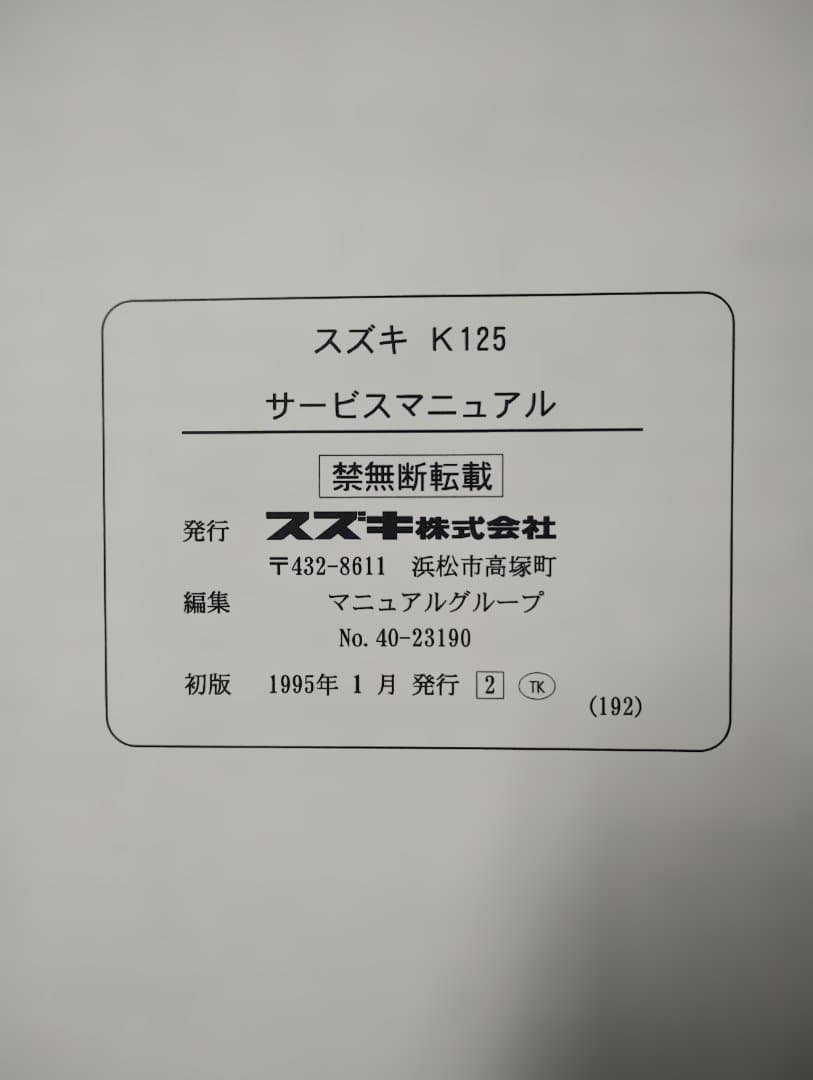 スズキ K125
サービスマニュアル
禁無断転載
発行 スズキ株式会社
〒432-8611 浜松市高塚町
編集 マニュアルグループ
No. 40-23190
初版 1995年 1 月 発行 2 TK
(192)